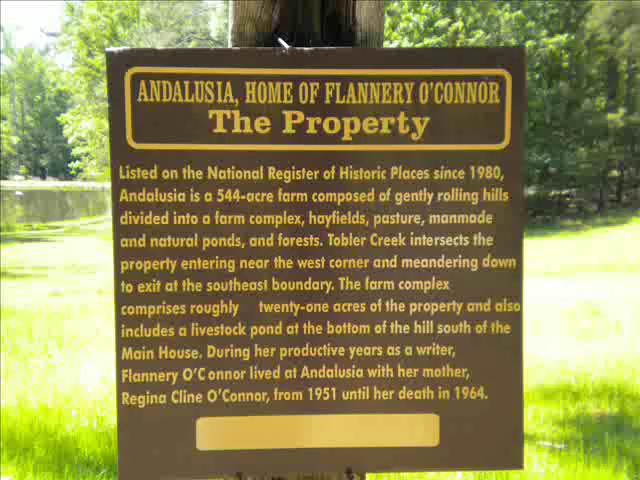 ANDALUSIA, HOME OF FLANNERY O'CONNOR
The Property
Listed on the National Register of Historic Places since 1980,
Andalusia is a 544-acre farm composed of gently rolling hills
divided into a farm complex, hayfields, pasture, manmade
and natural ponds, and forests. Tobler Creek intersects the
property entering near the west corner and meandering down
to exit at the southeast boundary. The farm complex
comprises roughly twenty-one acres of the property and also
includes a livestock pond at the bottom of the hill south of the
Main House. During her productive years as a writer,
Flannery O'Connor lived at Andalusia with her mother,
Regina Cline O'Connor, from 1951 until her death in 1964.